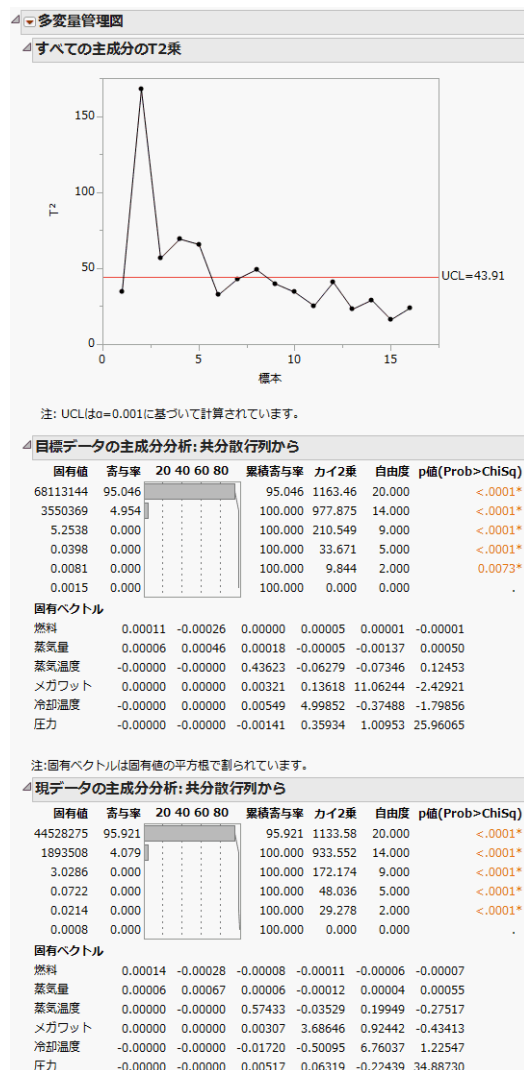 多変量管理図
すべての主成分のT2乗
150
100
50
0
T²
UCL=43.91
0 5 10 15
標本
注: UCLはα=0.001に基づいて計算されています。
目標データの主成分分析: 共分散行列から
固有値 寄与率 20 40 60 80 累積寄与率 カイ2乗 自由度 p値(Prob>ChiSq)
68113144 95.046 95.046 1163.46 20.000 <.0001*
3550369 4.954 100.000 977.875 14.000 <.0001*
5.2538 0.000 100.000 210.549 9.000 <.0001*
0.0398 0.000 100.000 33.671 5.000 <.0001*
0.0081 0.000 100.000 9.844 2.000 0.0073*
0.0015 0.000 100.000 0.000 0.000 .
固有ベクトル
燃料 0.00011 -0.00026 0.00000 0.00005 0.00001 -0.00001
蒸気量 0.00006 0.00046 0.00018 -0.00005 -0.00137 0.00050
蒸気温度 -0.00000 -0.00000 0.43623 -0.06279 -0.07346 0.12453
メガワット 0.00000 0.00000 0.00321 0.13618 11.06244 -2.42921
冷却温度 -0.00000 0.00000 0.00549 4.99852 -0.37488 -1.79856
圧力 -0.00000 -0.00000 -0.00141 0.35934 1.00953 25.96065
注:固有ベクトルは固有値の平方根で割られています。
現データの主成分分析: 共分散行列から
固有値 寄与率 20 40 60 80 累積寄与率 カイ2乗 自由度 p値(Prob>ChiSq)
44528275 95.921 95.921 1133.58 20.000 <.0001*
1893508 4.079 100.000 933.552 14.000 <.0001*
3.0286 0.000 100.000 172.174 9.000 <.0001*
0.0722 0.000 100.000 48.036 5.000 <.0001*
0.0214 0.000 100.000 29.278 2.000 <.0001*
0.0008 0.000 100.000 0.000 0.000 .
固有ベクトル
燃料 0.00014 -0.00028 -0.00008 -0.00011 -0.00006 -0.00007
蒸気量 0.00006 0.00067 0.00006 -0.00012 0.00004 0.00055
蒸気温度 -0.00000 -0.00000 0.57433 -0.03529 0.19949 -0.27517
メガワット 0.00000 0.00000 0.00307 3.68646 0.92442 -0.43413
冷却温度 -0.00000 -0.00000 -0.01720 -0.50095 6.76037 1.22547
圧力 -0.00000 -0.00000 0.00517 0.06319 -0.22439 34.88730